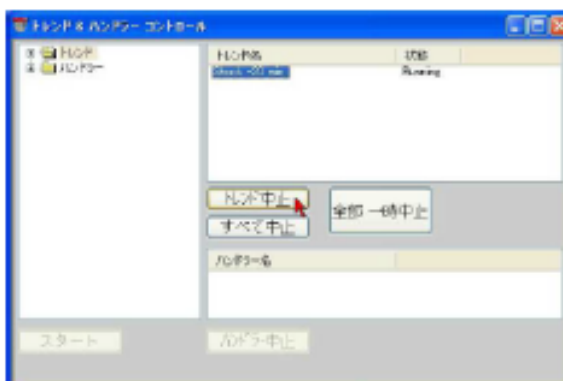 トレンド & ハンドラー コントロール
トレンド
ハンドラー
トレンド名 状態
Running
トレンド中止
すべて中止
全部 一時中止
ハンドラー名
スタート
ハンドラー中止